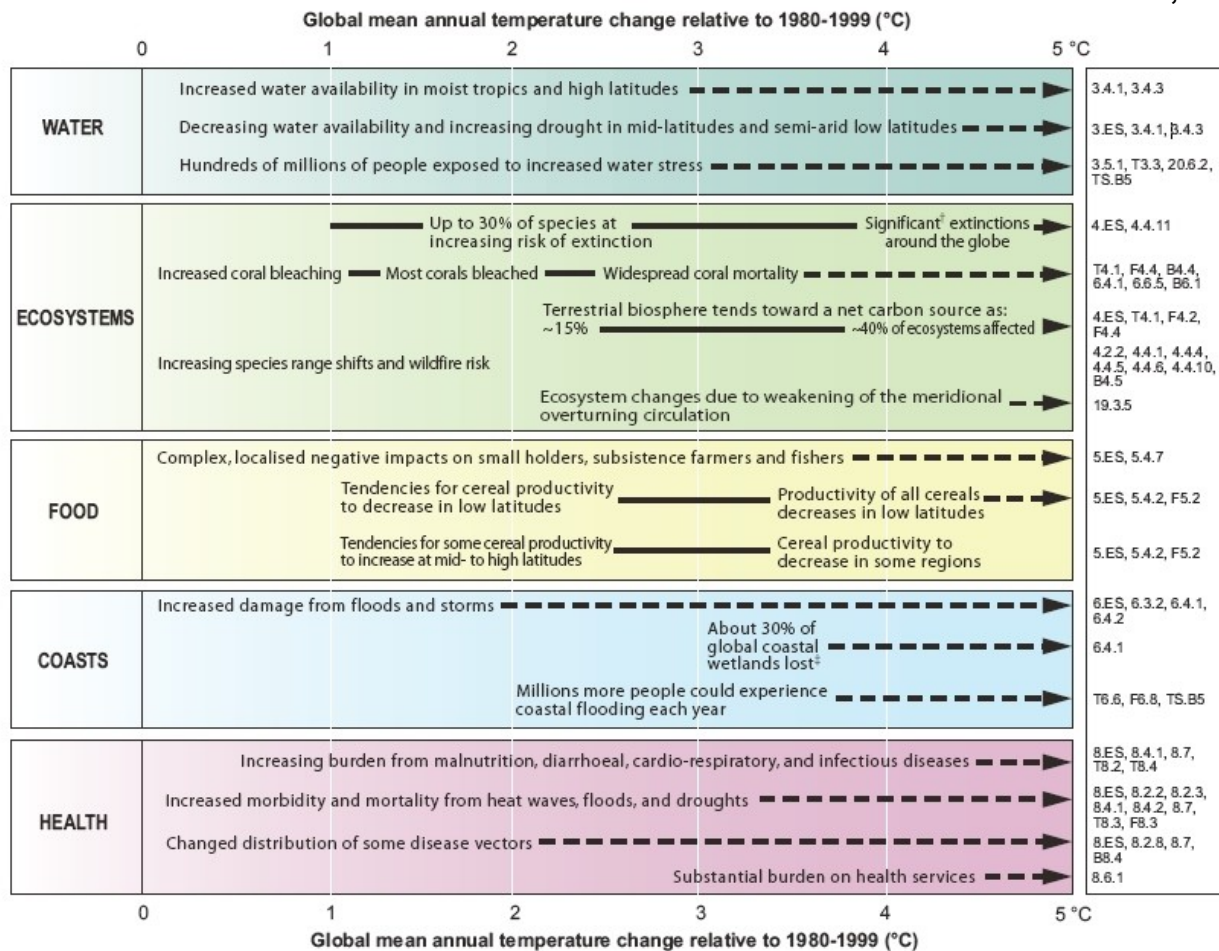 Global mean annual temperature change relative to 1980-1999 (°C)
0 1 2 3 4 5 °C
WATER
Increased water availability in moist tropics and high latitudes
3.4.1, 3.4.3
Decreasing water availability and increasing drought in mid-latitudes and semi-arid low latitudes
3.ES, 3.4.1, 3.4.3
Hundreds of millions of people exposed to increased water stress
3.5.1, T3.3, 20.6.2,
TS.B5
ECOSYSTEMS
Up to 30% of species at
increasing risk of extinction
Significant† extinctions
around the globe
4.ES, 4.4.11
Increased coral bleaching
Most corals bleached
Widespread coral mortality
T4.1, F4.4, B4.4,
6.4.1, 6.6.5, B6.1
Terrestrial biosphere tends toward a net carbon source as:
~15%
~40% of ecosystems affected
4.ES, T4.1, F4.2,
F4.4
Increasing species range shifts and wildfire risk
4.2.2, 4.4.1, 4.4.4,
4.4.5, 4.4.6, 4.4.10,
B4.5
Ecosystem changes due to weakening of the meridional
overturning circulation
19.3.5
FOOD
Complex, localised negative impacts on small holders, subsistence farmers and fishers
5.ES, 5.4.7
Tendencies for cereal productivity
to decrease in low latitudes
Productivity of all cereals
decreases in low latitudes
5.ES, 5.4.2, F5.2
Tendencies for some cereal productivity
to increase at mid- to high latitudes
Cereal productivity to
decrease in some regions
5.ES, 5.4.2, F5.2
COASTS
Increased damage from floods and storms
6.ES, 6.3.2, 6.4.1,
6.4.2
About 30% of
global coastal
wetlands lost‡
6.4.1
Millions more people could experience
coastal flooding each year
T6.6, F6.8, TS.B5
HEALTH
Increasing burden from malnutrition, diarrhoeal, cardio-respiratory, and infectious diseases
8.ES, 8.4.1, 8.7,
T8.2, T8.4
Increased morbidity and mortality from heat waves, floods, and droughts
8.ES, 8.2.2, 8.2.3,
8.4.1, 8.4.2, 8.7,
T8.3, F8.3
Changed distribution of some disease vectors
8.ES, 8.2.8, 8.7,
B8.4
Substantial burden on health services
8.6.1
0 1 2 3 4 5 °C
Global mean annual temperature change relative to 1980-1999 (°C)